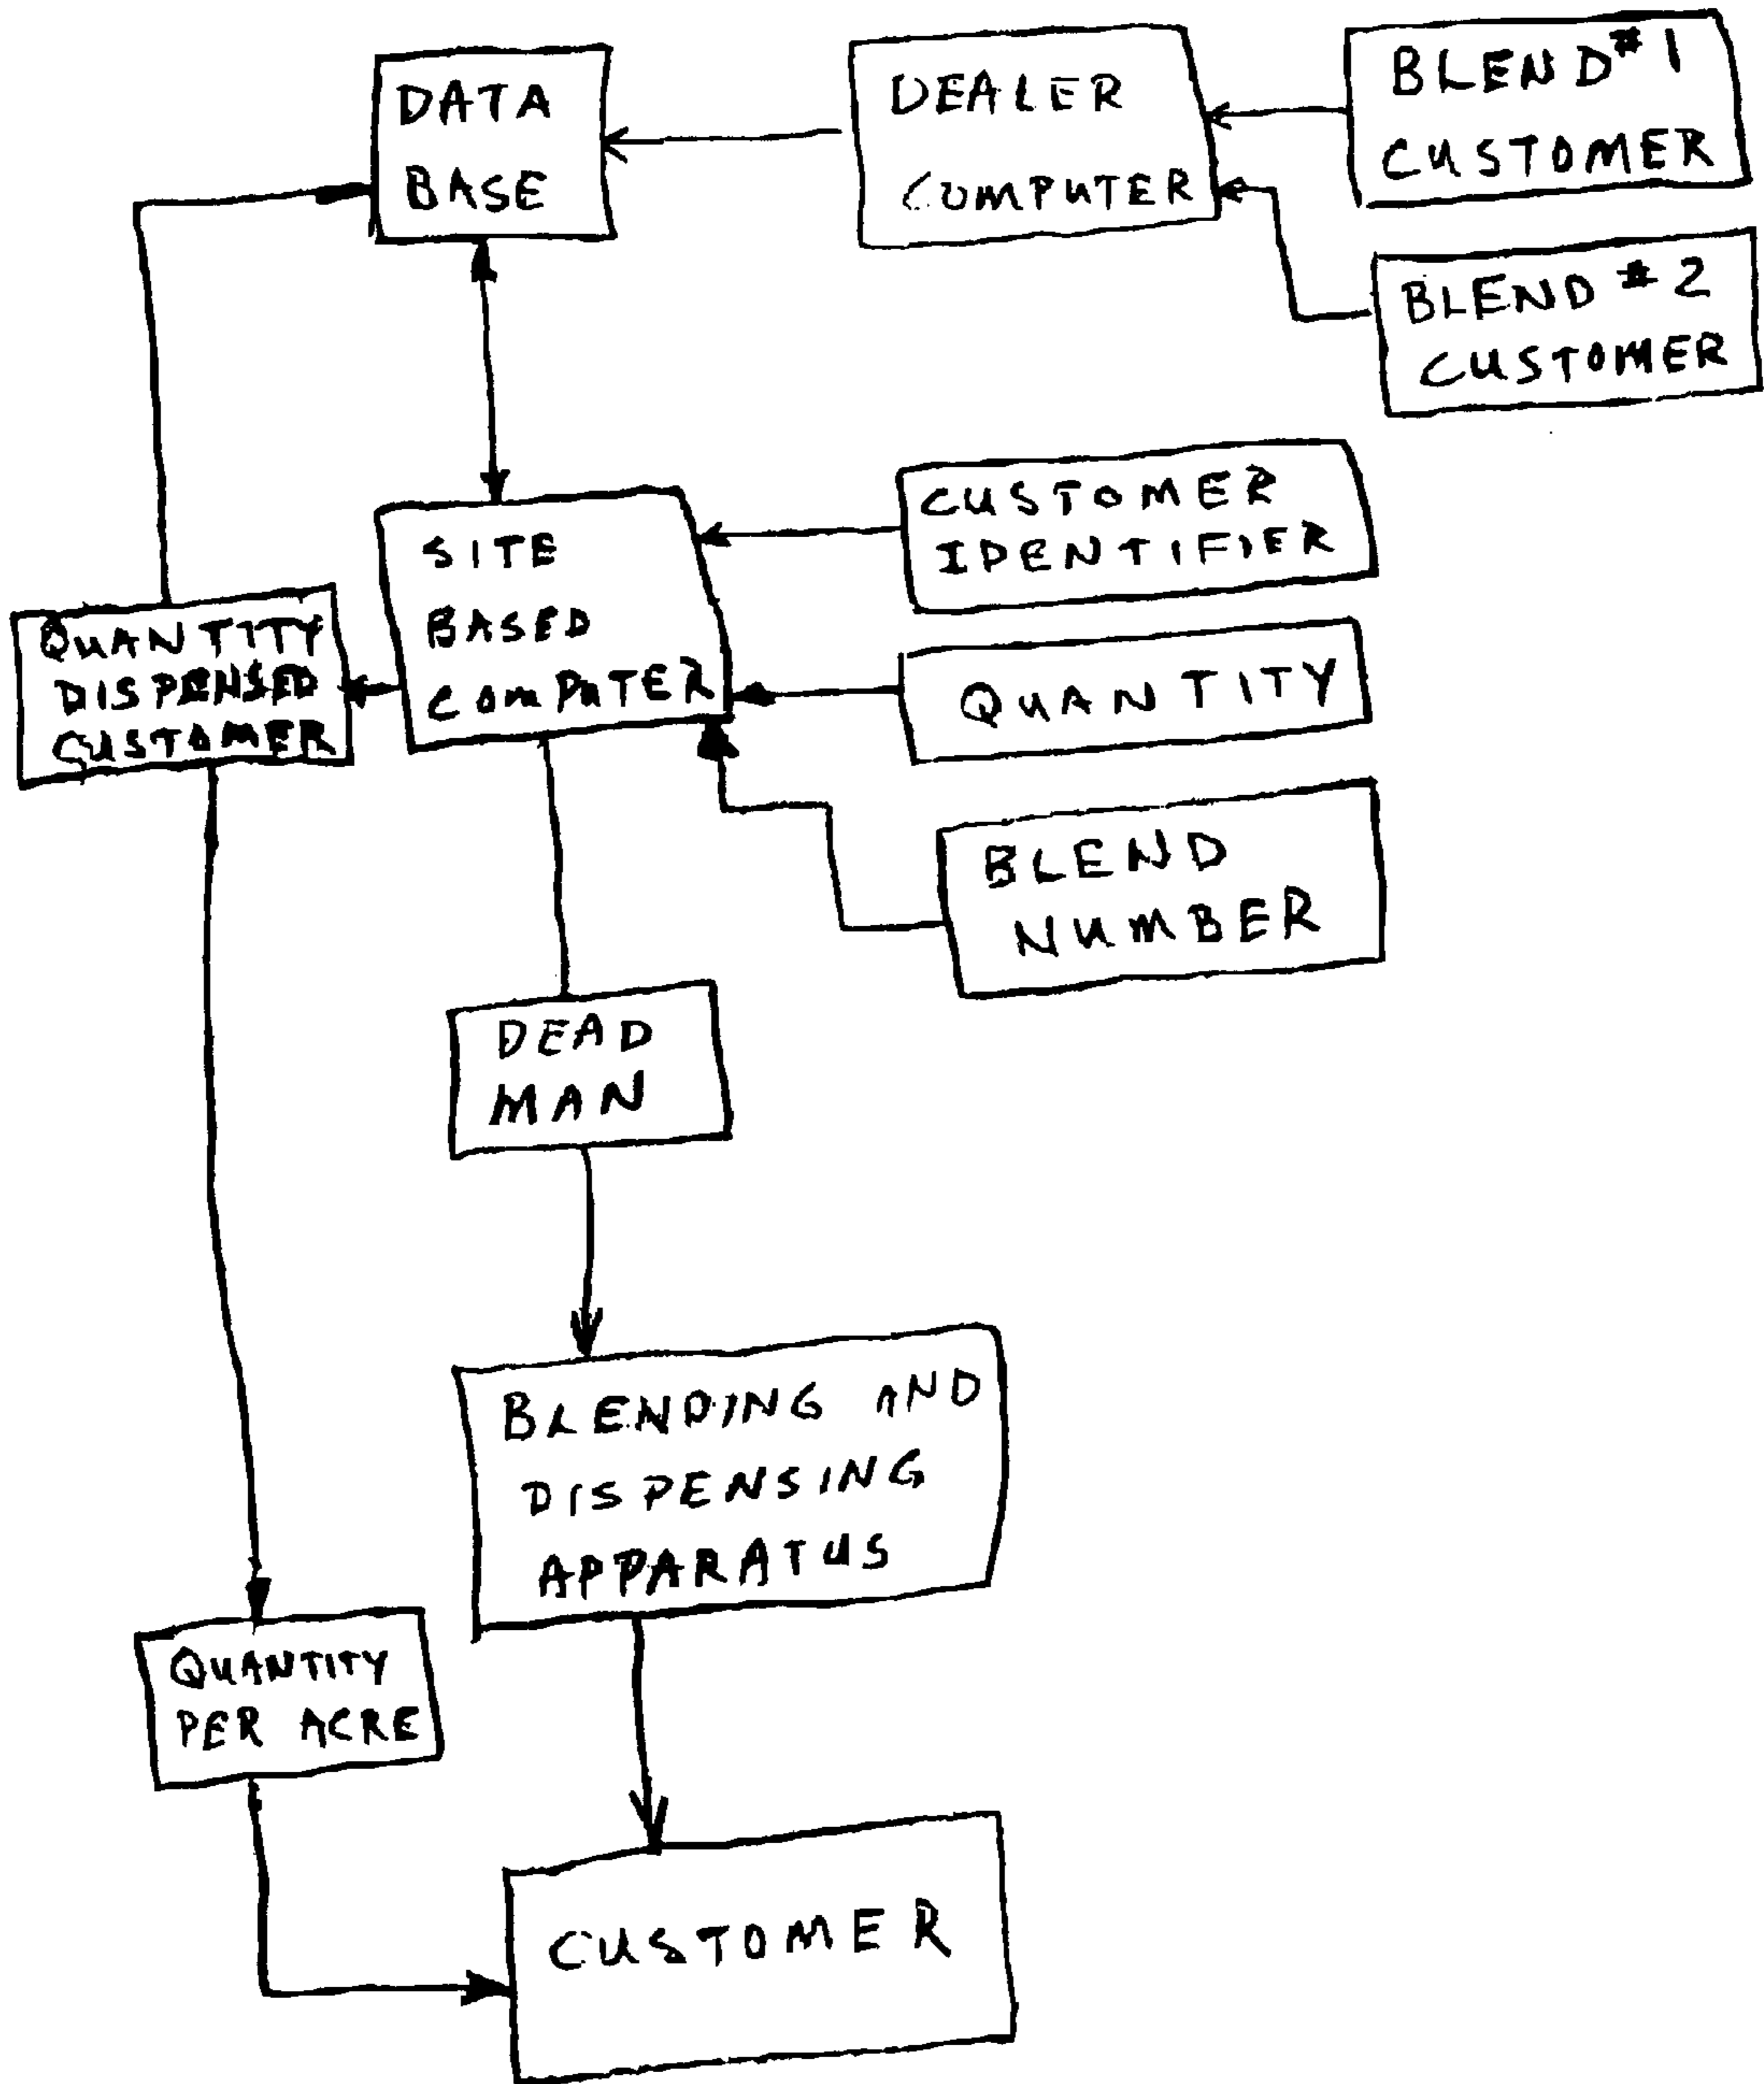 DATA
BASE
DEALER
COMPUTER
BLEND #1
CUSTOMER
BLEND #2
CUSTOMER
CUSTOMER
IDENTIFIER
SITE
BASED
COMPUTER
QUANTITY
DISPENSED
CUSTOMER
QUANTITY
BLEND
NUMBER
DEAD
MAN
BLENDING AND
DISPENSING
APPARATUS
QUANTITY
PER ACRE
CUSTOMER